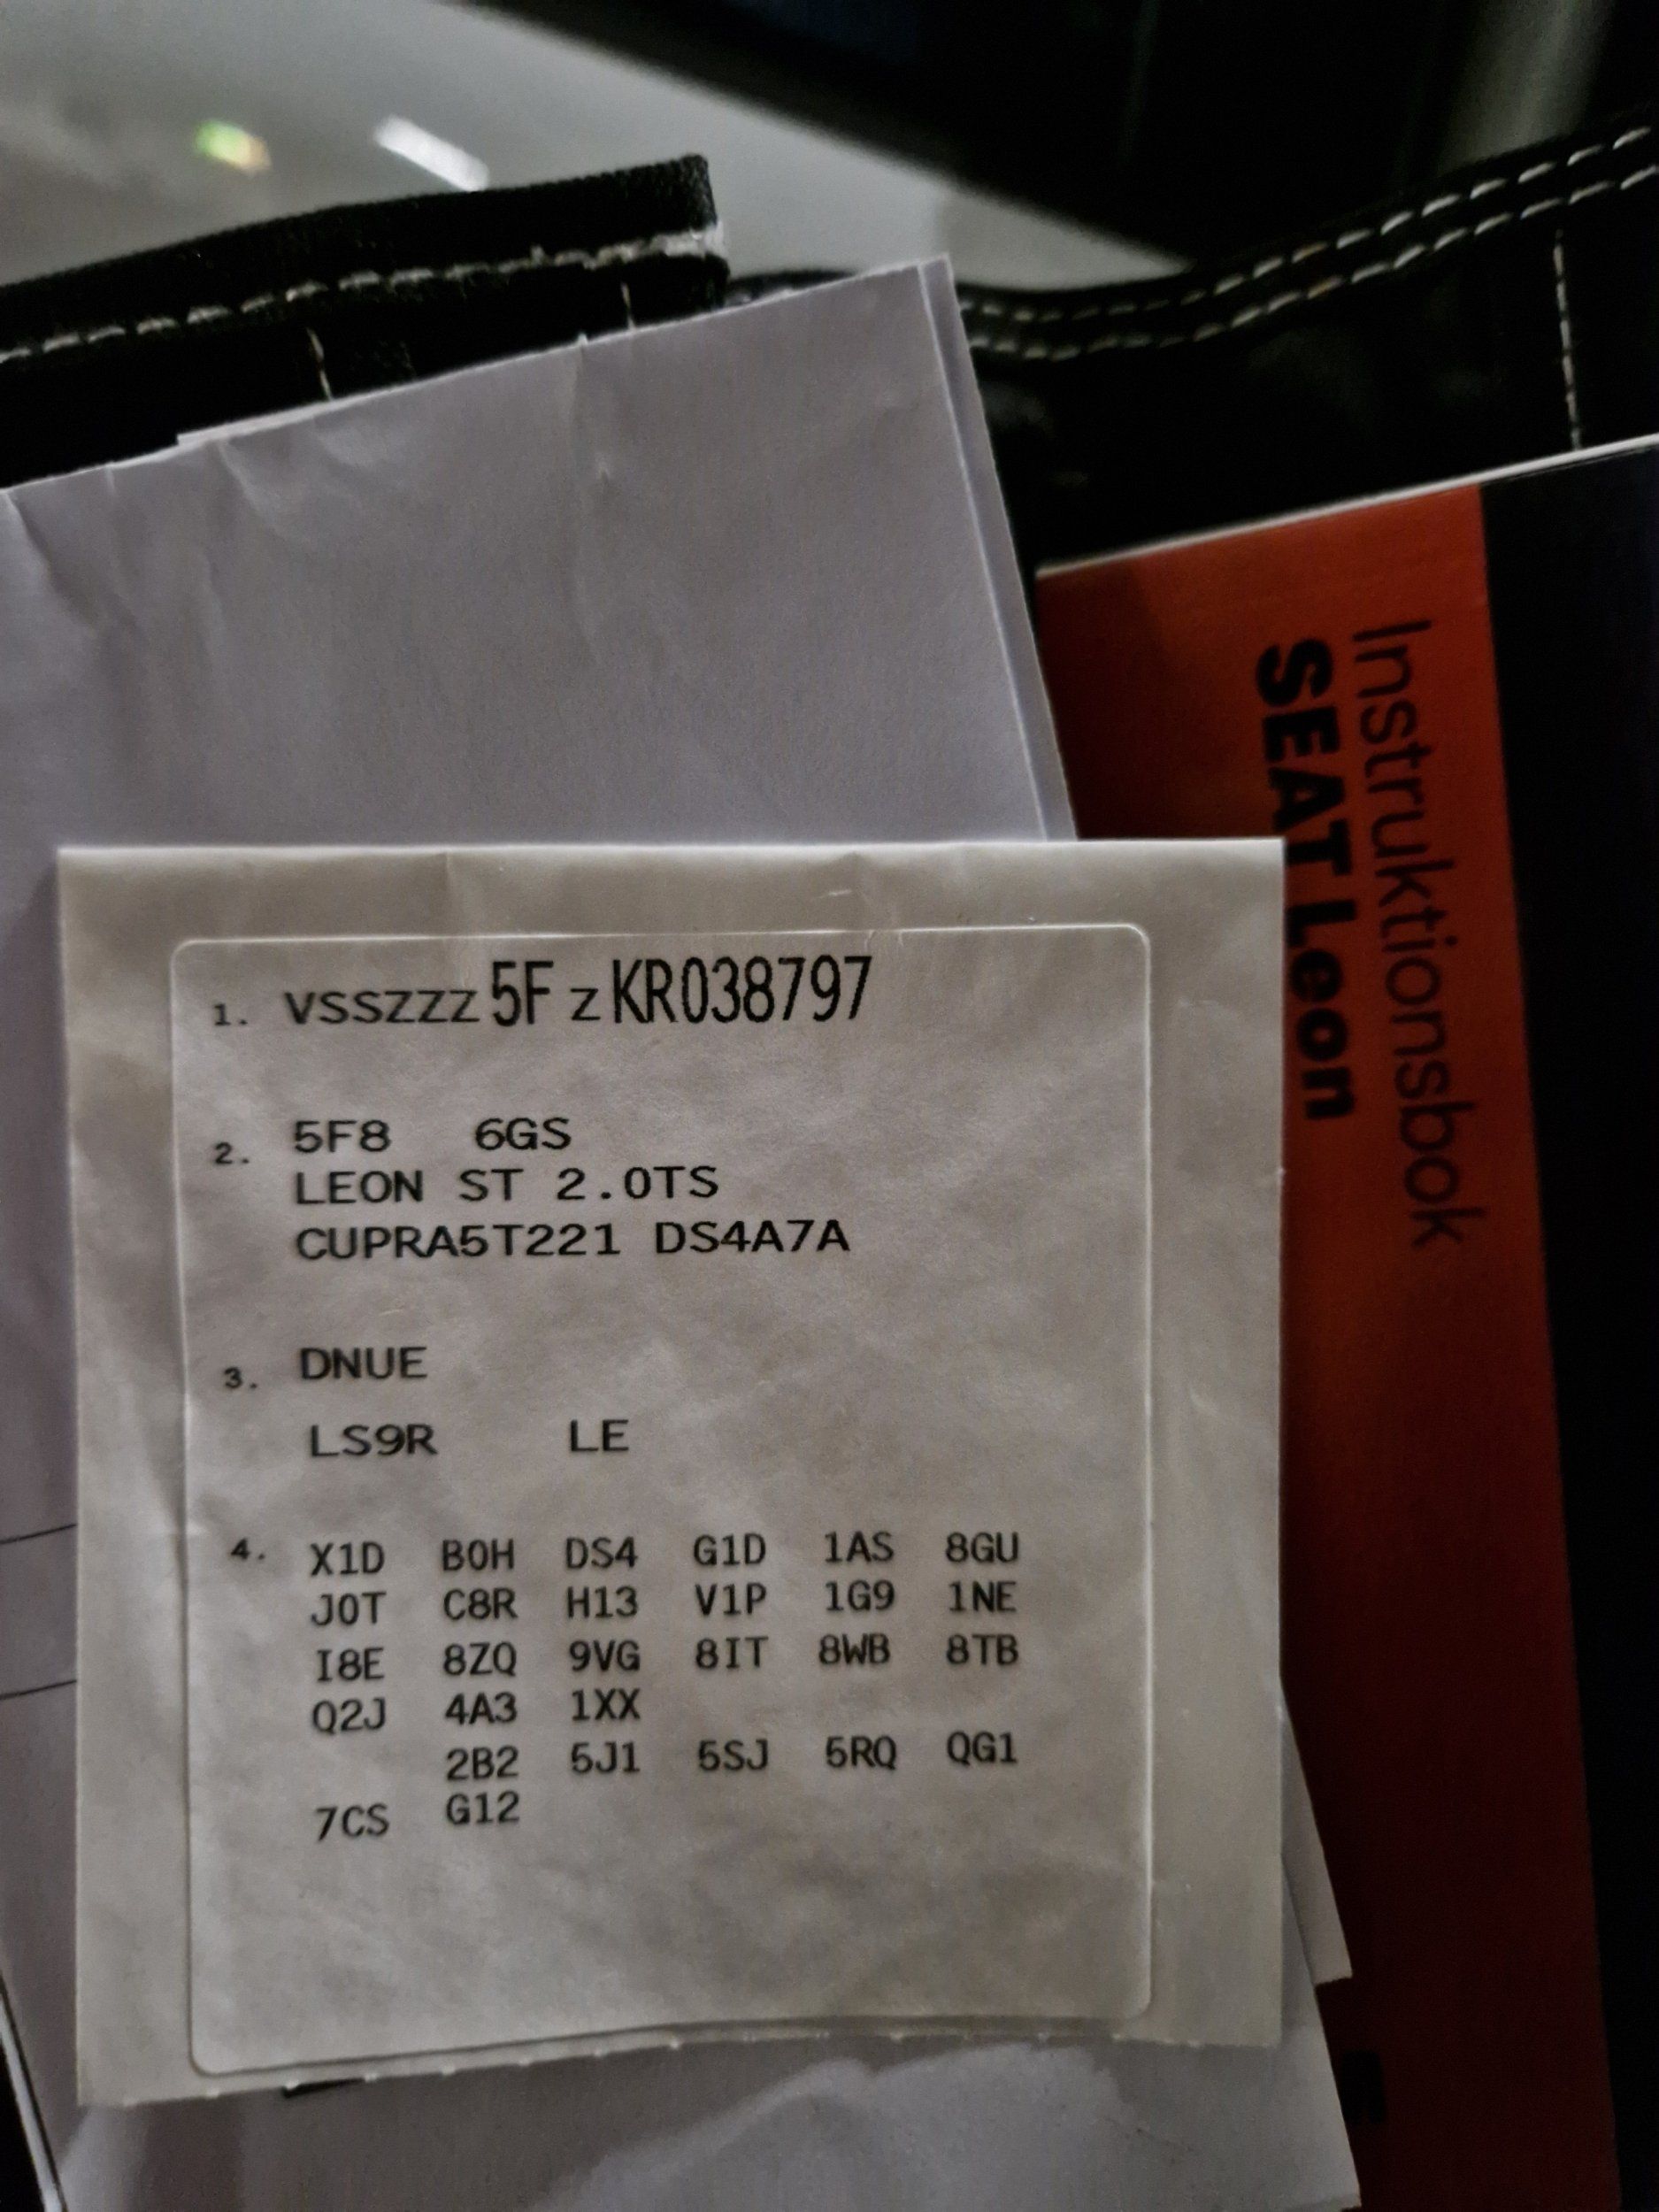 1. VSSZZZ5FZKR038797
2. 5F8 6GS
LEON ST 2.0TS
CUPRA5T221 DS4A7A
3. DNUE
LS9R LE
4. X1D B0H DS4 G1D 1AS 8GU
J0T C8R H13 V1P 1G9 1NE
I8E 8ZQ 9VG 8IT 8WB 8TB
Q2J 4A3 1XX
2B2 5J1 5SJ 5RQ QG1
7CS G12
Instruktionsbok
SEAT Leon